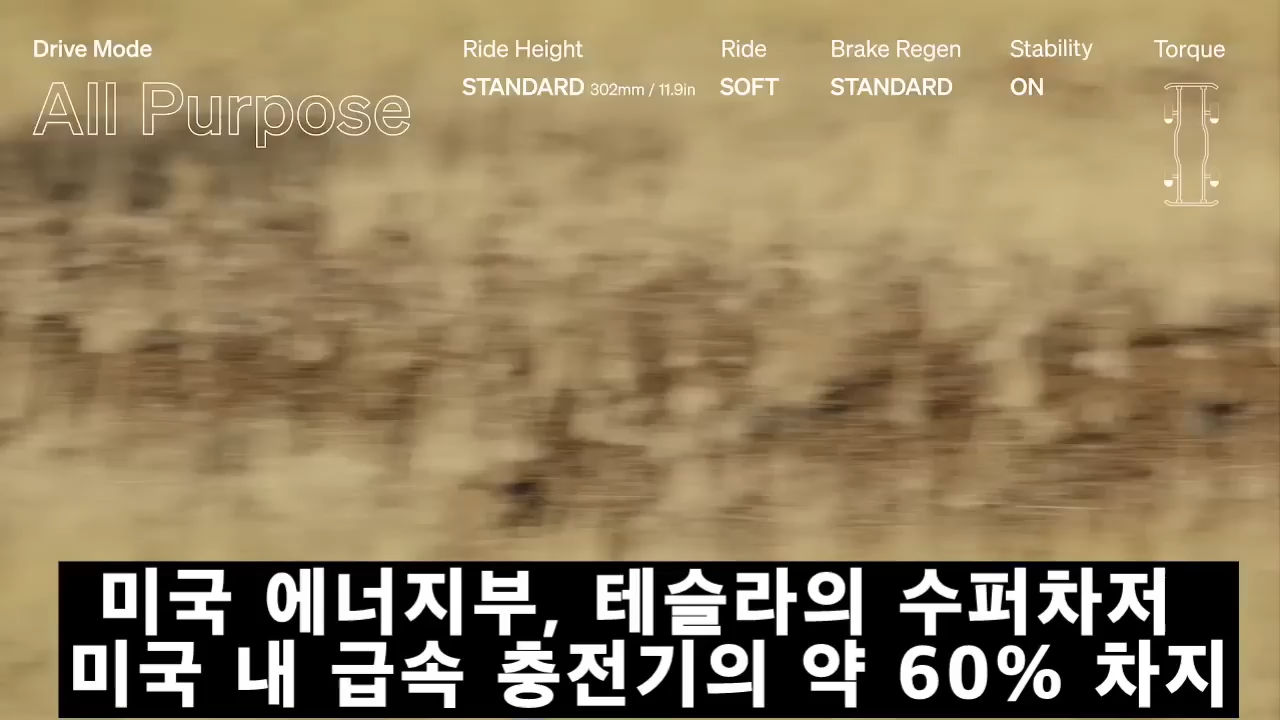 Drive Mode
All Purpose
Ride Height
STANDARD 302mm / 11.9in
Ride
SOFT
Brake Regen
STANDARD
Stability
ON
Torque
미국 에너지부, 테슬라의 수퍼차저
미국 내 급속 충전기의 약 60% 차지